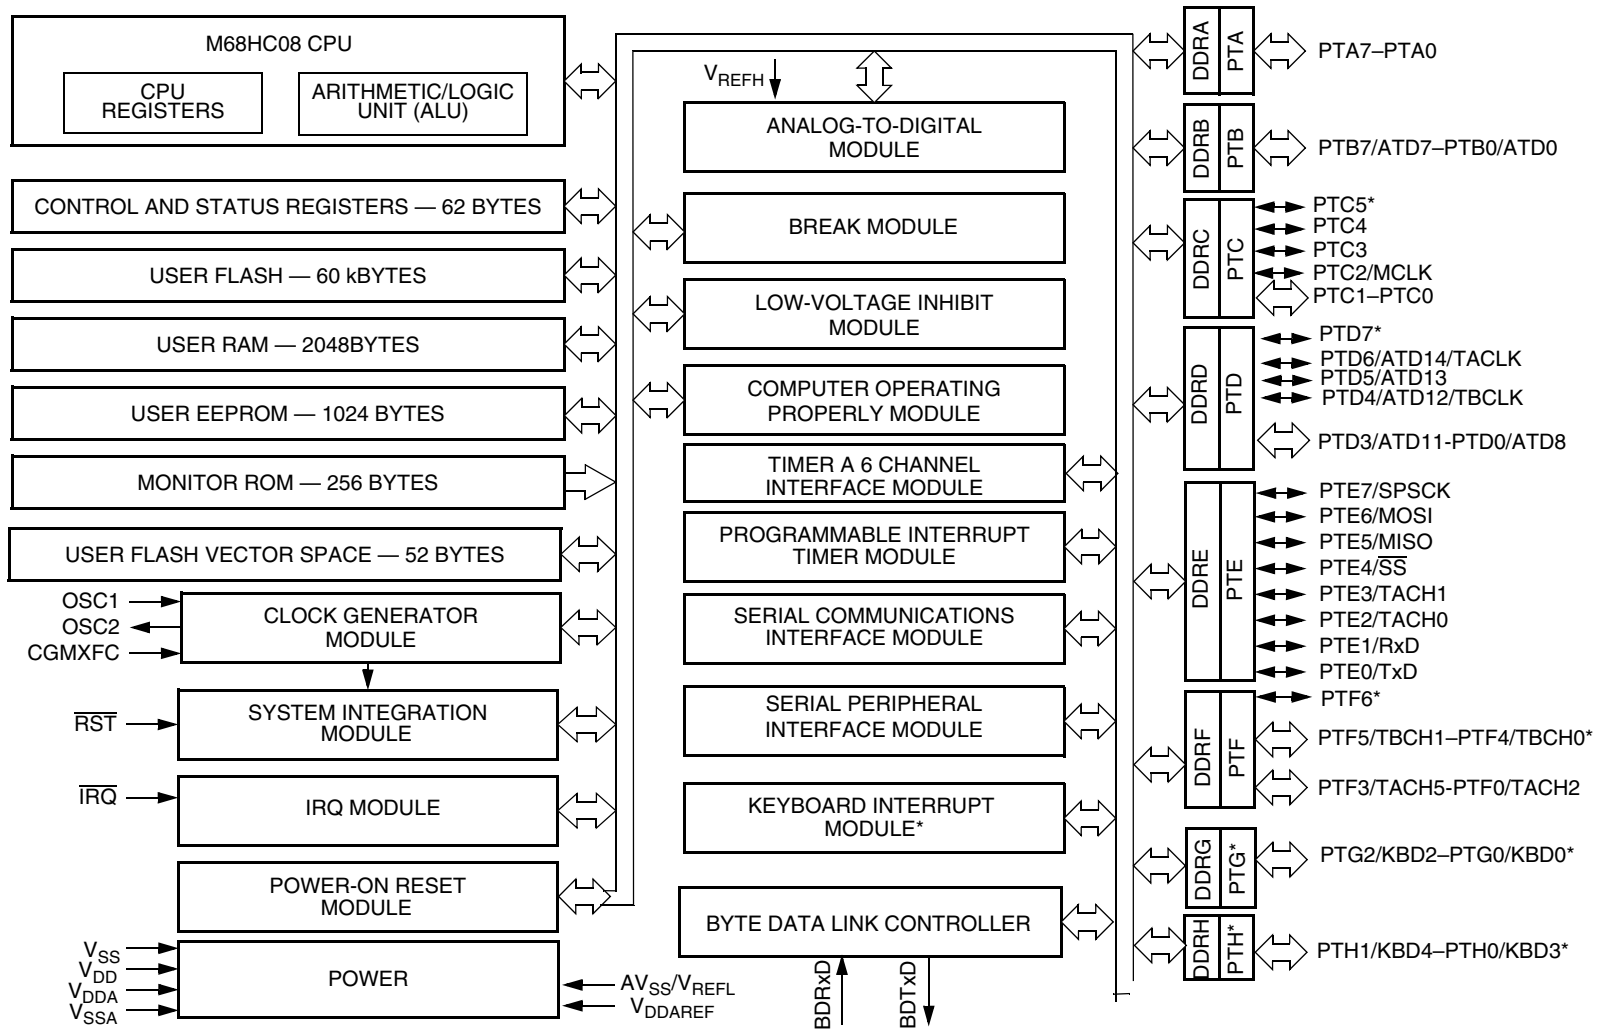 M68HC08 CPU
CPU
REGISTERS
ARITHMETIC/LOGIC
UNIT (ALU)
CONTROL AND STATUS REGISTERS — 62 BYTES
USER FLASH — 60 kBYTES
USER RAM — 2048BYTES
USER EEPROM — 1024 BYTES
MONITOR ROM — 256 BYTES
USER FLASH VECTOR SPACE — 52 BYTES
OSC1
OSC2
CGMXFC
CLOCK GENERATOR
MODULE
RST
SYSTEM INTEGRATION
MODULE
IRQ
IRQ MODULE
POWER-ON RESET
MODULE
VSS
VDD
VDDA
VSSA
POWER
AVSS/VREFL
VDDAREF
VREFH
ANALOG-TO-DIGITAL
MODULE
BREAK MODULE
LOW-VOLTAGE INHIBIT
MODULE
COMPUTER OPERATING
PROPERLY MODULE
TIMER A 6 CHANNEL
INTERFACE MODULE
PROGRAMMABLE INTERRUPT
TIMER MODULE
SERIAL COMMUNICATIONS
INTERFACE MODULE
SERIAL PERIPHERAL
INTERFACE MODULE
KEYBOARD INTERRUPT
MODULE*
BYTE DATA LINK CONTROLLER
BDRxD
BDTxD
DDRA
PTA
PTA7–PTA0
DDRB
PTB
PTB7/ATD7–PTB0/ATD0
DDRC
PTC
PTC5*
PTC4
PTC3
PTC2/MCLK
PTC1–PTC0
DDRD
PTD
PTD7*
PTD6/ATD14/TACLK
PTD5/ATD13
PTD4/ATD12/TBCLK
PTD3/ATD11-PTD0/ATD8
DDRE
PTE
PTE7/SPSCK
PTE6/MOSI
PTE5/MISO
PTE4/SS
PTE3/TACH1
PTE2/TACH0
PTE1/RxD
PTE0/TxD
DDRF
PTF
PTF6*
PTF5/TBCH1–PTF4/TBCH0*
PTF3/TACH5-PTF0/TACH2
DDRG
PTG*
PTG2/KBD2–PTG0/KBD0*
DDRH
PTH*
PTH1/KBD4–PTH0/KBD3*